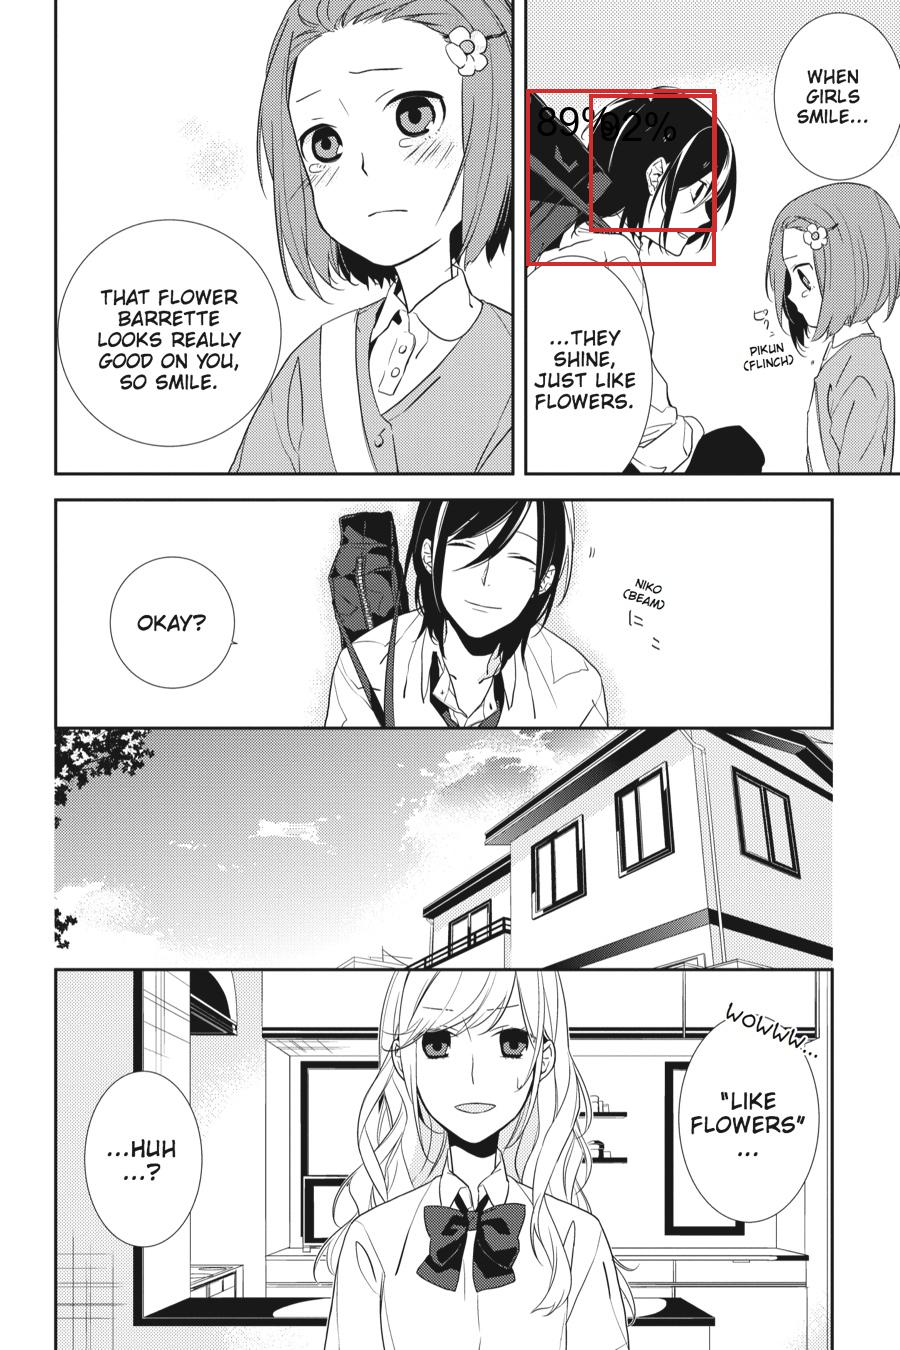 WHEN
GIRLS
SMILE...
89%
92%
...THEY
SHINE,
JUST LIKE
FLOWERS.
PIKUN
(FLINCH)
THAT FLOWER
BARRETTE
LOOKS REALLY
GOOD ON YOU,
SO SMILE.
NIKO
(BEAM)
OKAY?
WOWWW...
"LIKE
FLOWERS"
...
...HUH
...?